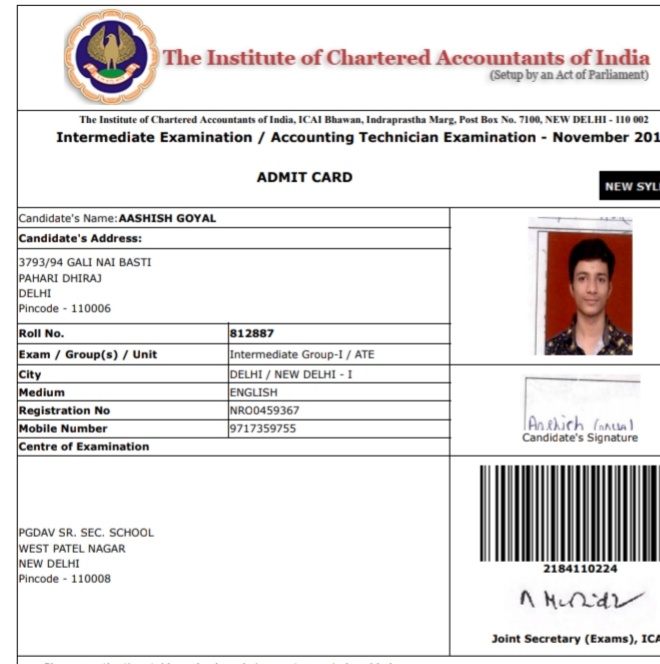 The Institute of Chartered Accountants of India
(Setup by an Act of Parliament)
The Institute of Chartered Accountants of India, ICAI Bhawan, Indraprastha Marg, Post Box No. 7100, NEW DELHI - 110 002
Intermediate Examination / Accounting Technician Examination - November 201
ADMIT CARD
NEW SYL
Candidate's Name: AASHISH GOYAL
Candidate's Address:
3793/94 GALI NAI BASTI
PAHARI DHIRAJ
DELHI
Pincode - 110006
Roll No. 812887
Exam / Group(s) / Unit Intermediate Group-I / ATE
City DELHI / NEW DELHI - I
Medium ENGLISH
Registration No NRO0459367
Mobile Number 9717359755
Candidate's Signature
Centre of Examination
PGDAV SR. SEC. SCHOOL
WEST PATEL NAGAR
NEW DELHI
Pincode - 110008
2184110224
Joint Secretary (Exams), ICA